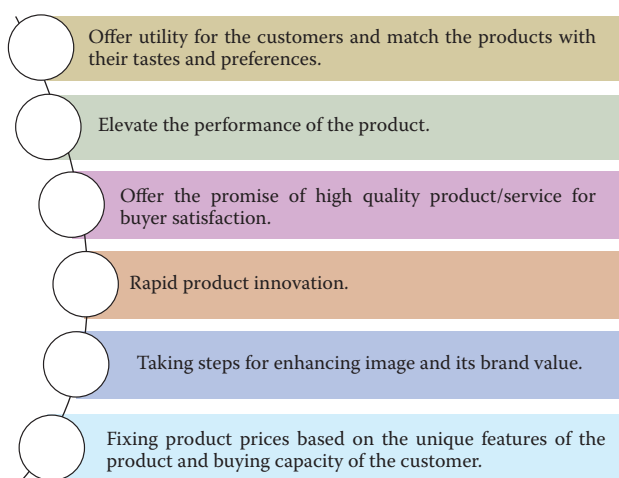 Offer utility for the customers and match the products with
their tastes and preferences.
Elevate the performance of the product.
Offer the promise of high quality product/service for
buyer satisfaction.
Rapid product innovation.
Taking steps for enhancing image and its brand value.
Fixing product prices based on the unique features of the
product and buying capacity of the customer.